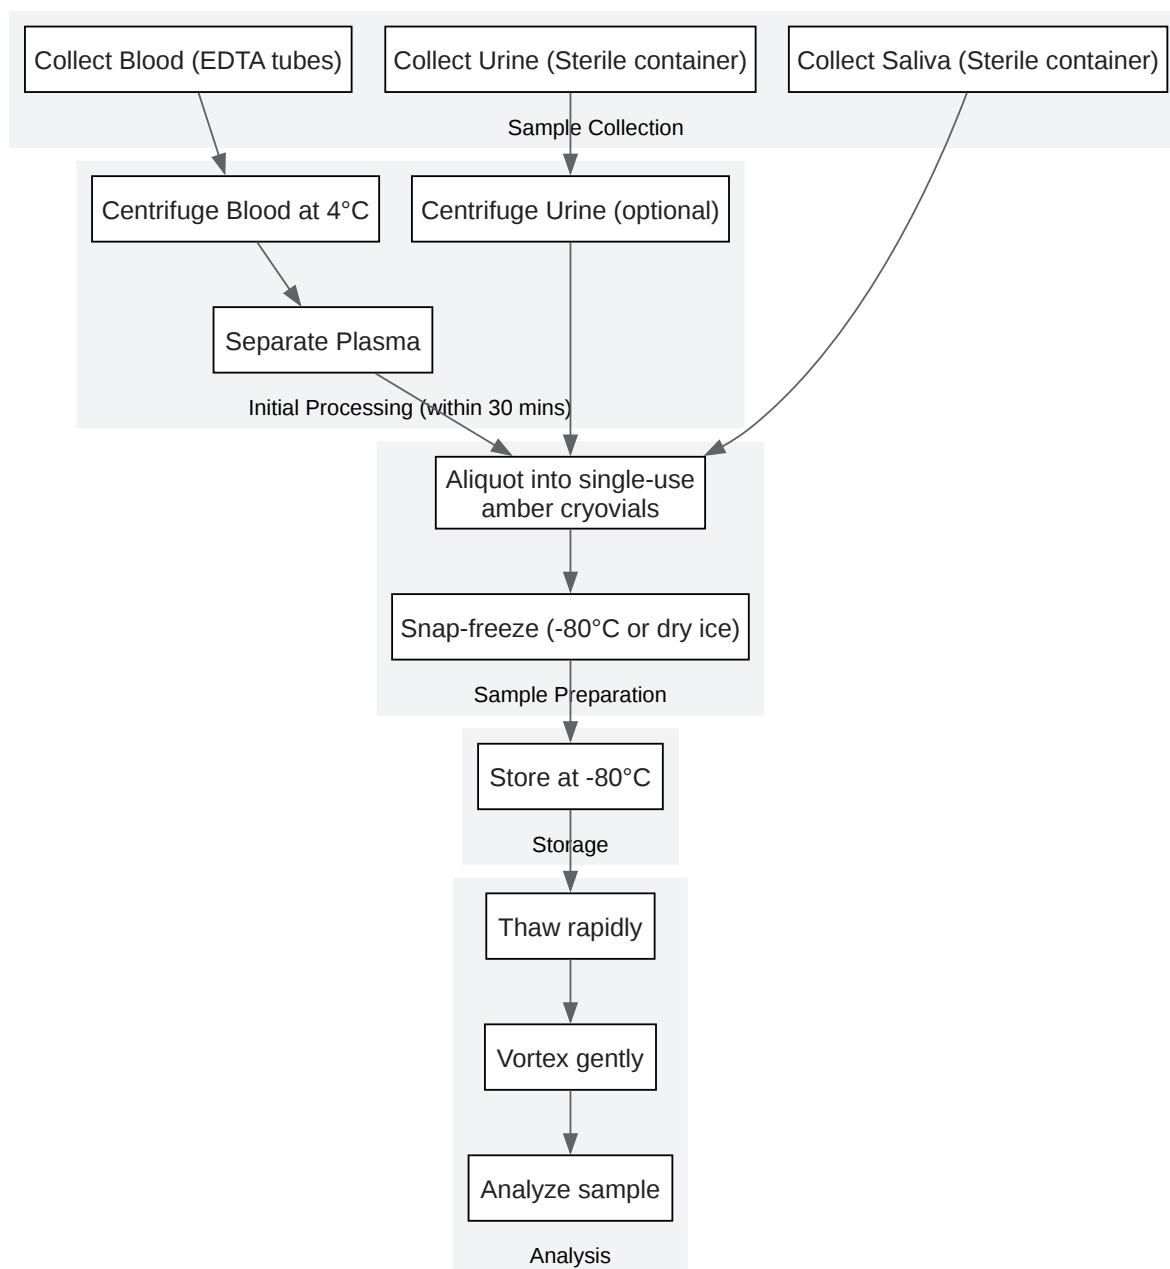 Collect Blood (EDTA tubes)
Collect Urine (Sterile container)
Collect Saliva (Sterile container)
Sample Collection
Centrifuge Blood at 4°C
Centrifuge Urine (optional)
Separate Plasma
Initial Processing (within 30 mins)
Aliquot into single-use
amber cryovials
Snap-freeze (-80°C or dry ice)
Sample Preparation
Store at -80°C
Storage
Thaw rapidly
Vortex gently
Analyze sample
Analysis